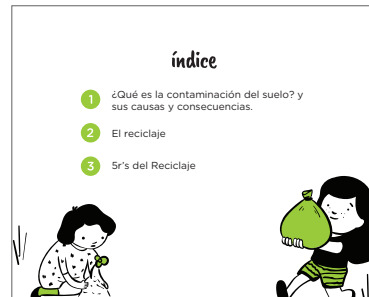 índice
1 ¿Qué es la contaminación del suelo? y
sus causas y consecuencias.
2 El reciclaje
3 5r's del Reciclaje